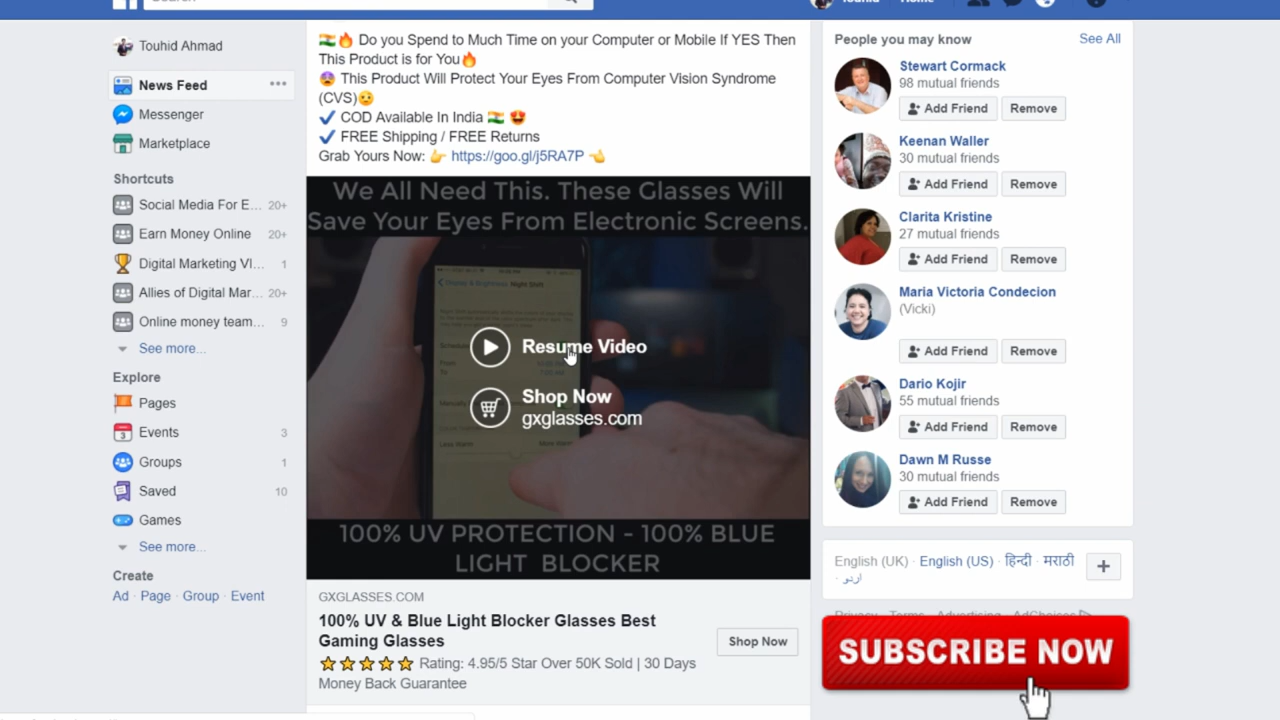 Touhid
Home
Touhid Ahmad
News Feed
Messenger
Marketplace
Shortcuts
Social Media For E... 20+
Earn Money Online 20+
Digital Marketing VI... 1
Allies of Digital Mar... 20+
Online money team... 9
See more...
Explore
Pages
Events 3
Groups 1
Saved 10
Games
See more...
Create
Ad · Page · Group · Event
🇮🇳🔥 Do you Spend to Much Time on your Computer or Mobile If YES Then
This Product is for You🔥
😨 This Product Will Protect Your Eyes From Computer Vision Syndrome
(CVS)😟
✔ COD Available In India 🇮🇳 😍
✔ FREE Shipping / FREE Returns
Grab Yours Now: 👉 https://goo.gl/j5RA7P 👈
We All Need This. These Glasses Will
Save Your Eyes From Electronic Screens.
Display & Brightness Night Shift
Resume Video
Shop Now
gxglasses.com
100% UV PROTECTION - 100% BLUE
LIGHT BLOCKER
GXGLASSES.COM
100% UV & Blue Light Blocker Glasses Best
Gaming Glasses
Shop Now
⭐⭐⭐⭐⭐ Rating: 4.95/5 Star Over 50K Sold | 30 Days
Money Back Guarantee
People you may know
See All
Stewart Cormack
98 mutual friends
Add Friend Remove
Keenan Waller
30 mutual friends
Add Friend Remove
Clarita Kristine
27 mutual friends
Add Friend Remove
Maria Victoria Condecion
(Vicki)
Add Friend Remove
Dario Kojir
55 mutual friends
Add Friend Remove
Dawn M Russe
30 mutual friends
Add Friend Remove
English (UK) · English (US) · हिन्दी · मराठी
· اردو
Privacy · Terms · Advertising · AdChoices
SUBSCRIBE NOW